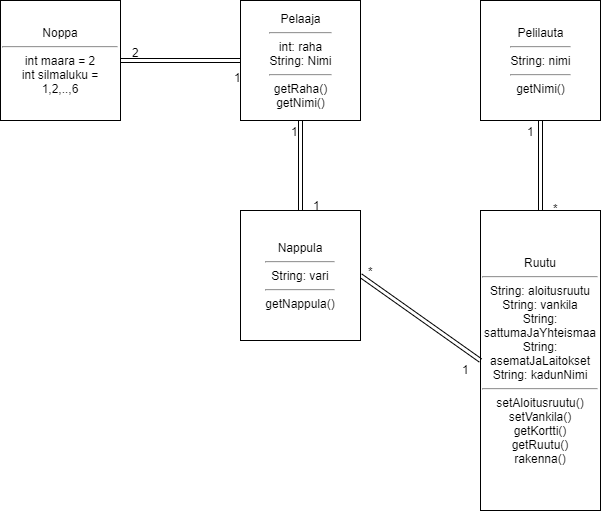 Noppa
int maara = 2
int silmaluku =
1,2,..,6
2
1
Pelaaja
int: raha
String: Nimi
getRaha()
getNimi()
1
1
Pelilauta
String: nimi
getNimi()
1
*
Nappula
String: vari
getNappula()
*
1
Ruutu
String: aloitusruutu
String: vankila
String:
sattumaJaYhteismaa
String:
asematJaLaitokset
String: kadunNimi
setAloitusruutu()
setVankila()
getKortti()
getRuutu()
rakenna()